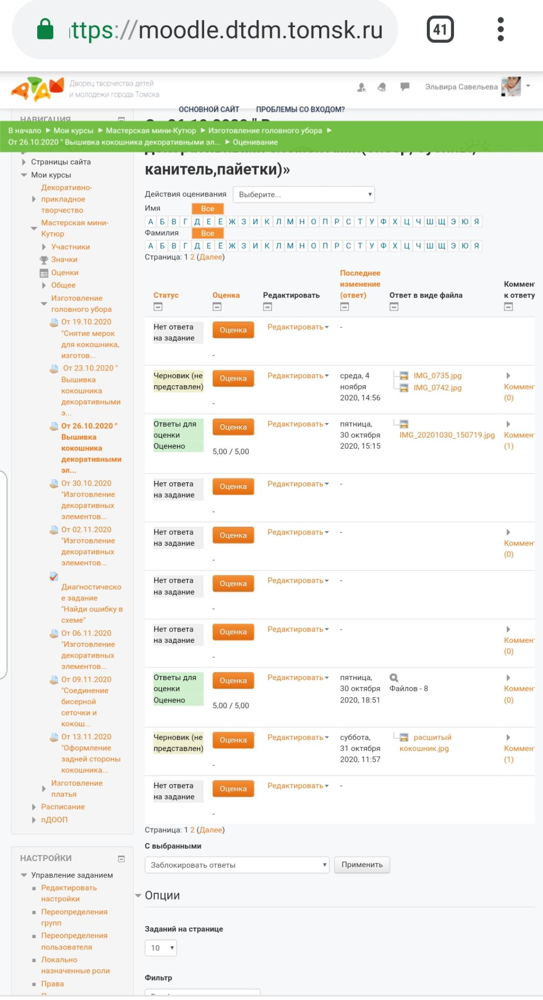 ttps://moodle.dtdm.tomsk.ru
41
ДТДМ
Дворец творчества детей
и молодежи города Томска
Эльвира Савельева
ОСНОВНОЙ САЙТ ПРОБЛЕМЫ СО ВХОДОМ?
В начало ► Мои курсы ► Мастерская мини-Кутюр ► Изготовление головного убора ►
От 26.10.2020 " Вышивка кокошника декоративными эл... ► Оценивание
НАВИГАЦИЯ
Страницы сайта
Мои курсы
Декоративно-
прикладное
творчество
Мастерская мини-
Кутюр
Участники
Значки
Оценки
Общее
Изготовление
головного убора
От 19.10.2020
"Снятие мерок
для кокошника,
изготов...
От 23.10.2020 "
Вышивка
кокошника
декоративными
э...
От 26.10.2020 "
Вышивка
кокошника
декоративными
эл...
От 30.10.2020
"Изготовление
декоративных
элементов...
От 02.11.2020
"Изготовление
декоративных
элементов...
Диагностическо
е задание
"Найди ошибку в
схеме"
От 06.11.2020
"Изготовление
декоративных
элементов...
От 09.11.2020
"Соединение
бисерной
сеточки и
кокош...
От 13.11.2020
"Оформление
задней стороны
кокошника...
Изготовление
платья
Расписание
пДООП
НАСТРОЙКИ
Управление заданием
Редактировать
настройки
Переопределения
групп
Переопределения
пользователя
Локально
назначенные роли
Права
канитель,пайетки)»
Действия оценивания Выберите...
Имя Все
А Б В Г Д Е Ё Ж З И К Л М Н О П Р С Т У Ф Х Ц Ч Ш Щ Э Ю Я
Фамилия Все
А Б В Г Д Е Ё Ж З И К Л М Н О П Р С Т У Ф Х Ц Ч Ш Щ Э Ю Я
Страница: 1 2 (Далее)
Статус Оценка Редактировать Последнее изменение (ответ) Ответ в виде файла Коммен к ответу
Нет ответа Оценка Редактировать -
на задание
-
Черновик (не Оценка Редактировать среда, 4 IMG_0735.jpg
представлен) ноября IMG_0742.jpg Коммен
- 2020, 14:56 (0)
Ответы для Оценка Редактировать пятница,
оценки 30 октября IMG_20201030_150719.jpg Коммен
Оценено 5,00 / 5,00 2020, 15:15 (1)
Нет ответа Оценка Редактировать -
на задание
-
Нет ответа Оценка Редактировать -
на задание Коммен
- (0)
Нет ответа Оценка Редактировать -
на задание
-
Нет ответа Оценка Редактировать -
на задание Коммен
- (0)
Ответы для Оценка Редактировать пятница,
оценки 30 октября Файлов - 8 Коммен
Оценено 5,00 / 5,00 2020, 18:51 (0)
Черновик (не Оценка Редактировать суббота, расшитый
представлен) 31 октября кокошник.jpg Коммен
- 2020, 11:57 (1)
Нет ответа Оценка Редактировать -
на задание
-
Страница: 1 2 (Далее)
С выбранными
Заблокировать ответы Применить
Опции
Заданий на странице
10
Фильтр